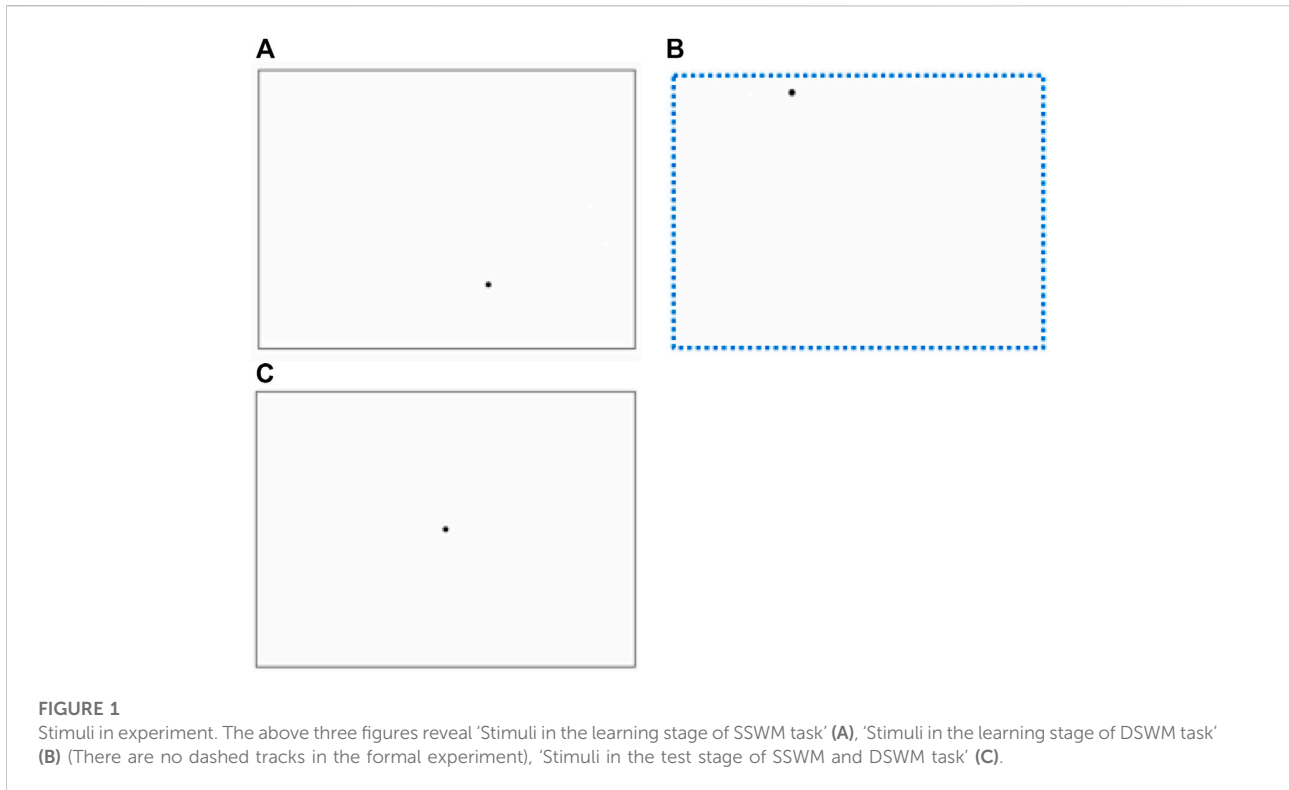 A
B
C
FIGURE 1
Stimuli in experiment. The above three figures reveal ‘Stimuli in the learning stage of SSWM task’ (A), ‘Stimuli in the learning stage of DSWM task’
(B) (There are no dashed tracks in the formal experiment), ‘Stimuli in the test stage of SSWM and DSWM task’ (C).